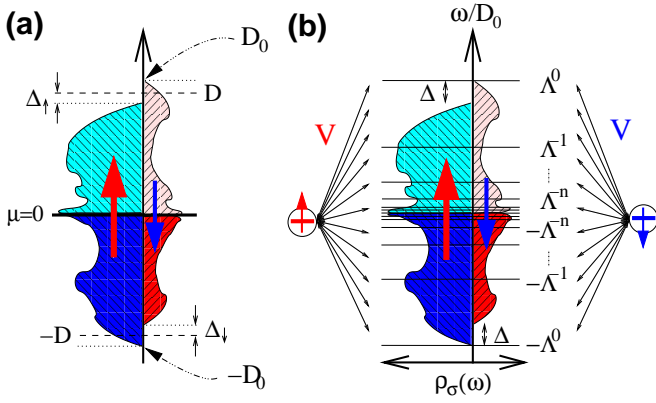 (a)
D₀
D
Δ↑
μ=0
−D
Δ↓
−D₀
(b)
ω/D₀
Δ
Λ⁰
V
V
Λ⁻¹
...
Λ⁻ⁿ
−Λ⁻ⁿ
...
−Λ⁻¹
Δ
−Λ⁰
ρσ(ω)